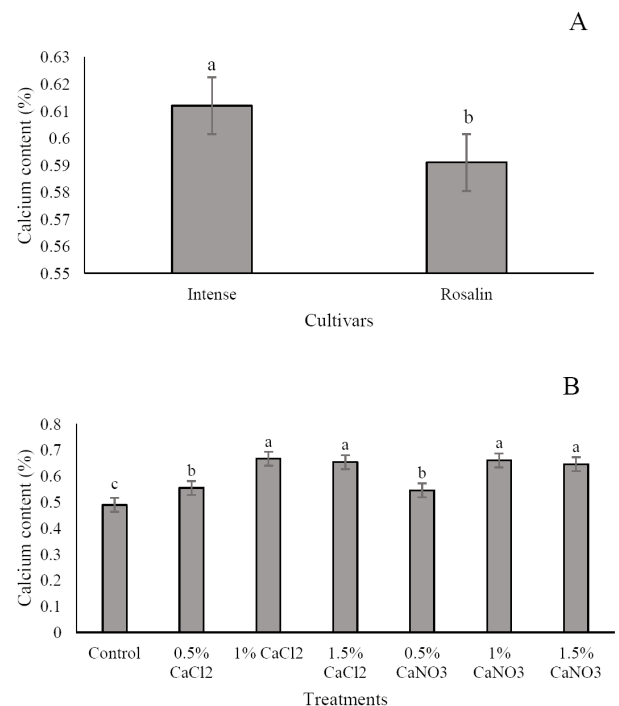 A
0.63
0.62
0.61
0.6
0.59
0.58
0.57
0.56
0.55
Calcium content (%)
a
b
Intense
Rosalin
Cultivars
B
0.8
0.7
0.6
0.5
0.4
0.3
0.2
0.1
0
Calcium content (%)
c
b
a
a
b
a
a
Control
0.5%
CaCl2
1% CaCl2
1.5%
CaCl2
0.5%
CaNO3
1%
CaNO3
1.5%
CaNO3
Treatments